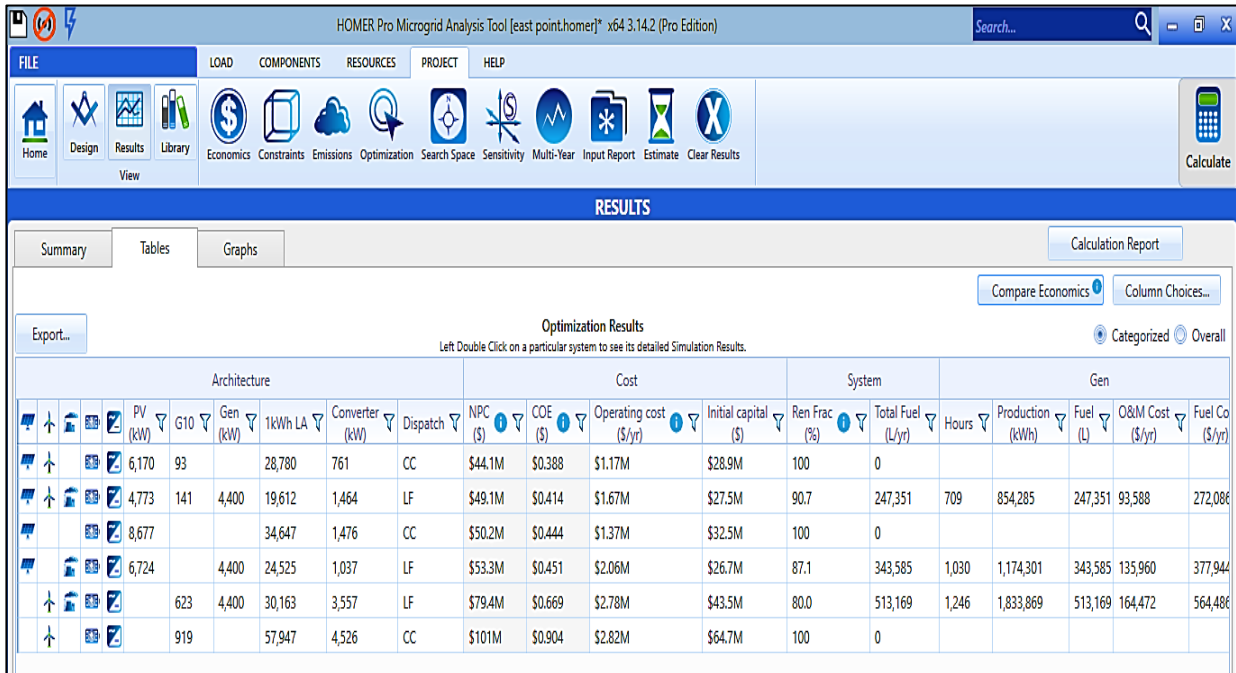 HOMER Pro Microgrid Analysis Tool [east point.homer]* x64 3.14.2 (Pro Edition)
Search...
FILE LOAD COMPONENTS RESOURCES PROJECT HELP
Home Design Results Library Economics Constraints Emissions Optimization Search Space Sensitivity Multi-Year Input Report Estimate Clear Results Calculate
View
RESULTS
Summary Tables Graphs Calculation Report
Compare Economics Column Choices...
Export... Optimization Results Categorized Overall
Left Double Click on a particular system to see its detailed Simulation Results.
Architecture Cost System Gen
PV (kW) G10 Gen (kW) 1kWh LA Converter (kW) Dispatch NPC ($) COE ($) Operating cost ($/yr) Initial capital ($) Ren Frac (%) Total Fuel (L/yr) Hours Production (kWh) Fuel (L) O&M Cost ($/yr) Fuel Co ($/yr)
6,170 93 28,780 761 CC $44.1M $0.388 $1.17M $28.9M 100 0
4,773 141 4,400 19,612 1,464 LF $49.1M $0.414 $1.67M $27.5M 90.7 247,351 709 854,285 247,351 93,588 272,086
8,677 34,647 1,476 CC $50.2M $0.444 $1.37M $32.5M 100 0
6,724 4,400 24,525 1,037 LF $53.3M $0.451 $2.06M $26.7M 87.1 343,585 1,030 1,174,301 343,585 135,960 377,944
623 4,400 30,163 3,557 LF $79.4M $0.669 $2.78M $43.5M 80.0 513,169 1,246 1,833,869 513,169 164,472 564,486
919 57,947 4,526 CC $101M $0.904 $2.82M $64.7M 100 0